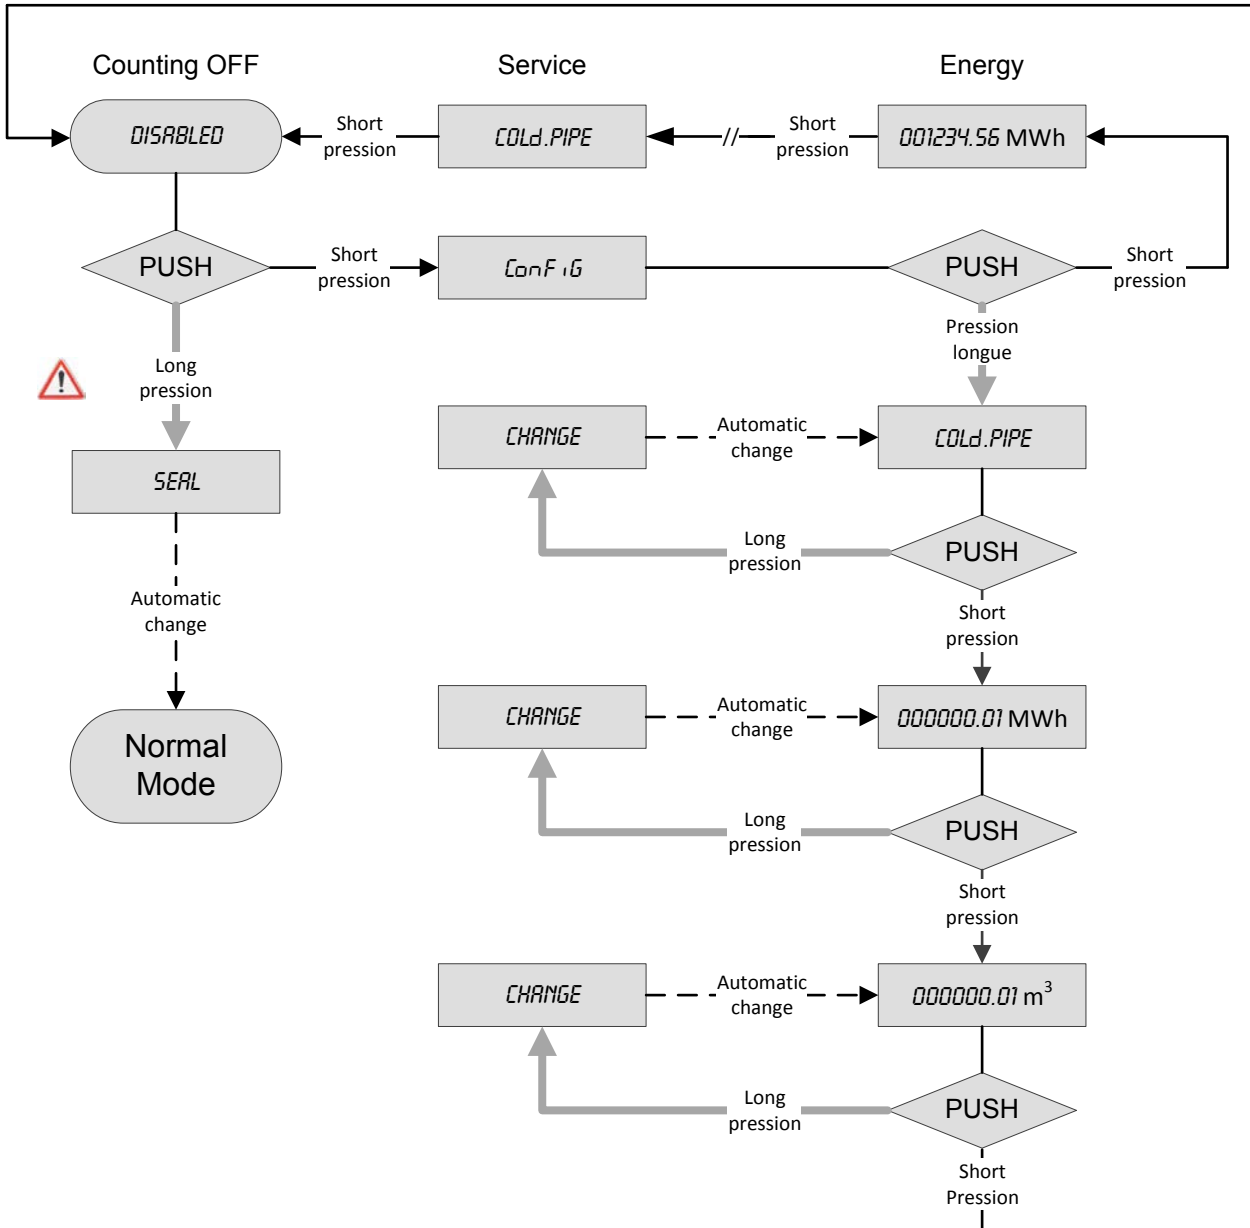 Counting OFF
Service
Energy
DISABLED
Short
pression
COLd.PIPE
//
Short
pression
001234.56 MWh
PUSH
Short
pression
ConFiG
PUSH
Short
pression
Long
pression
Pression
longue
SEAL
CHANGE
Automatic
change
COLd.PIPE
Long
pression
PUSH
Automatic
change
Short
pression
Normal
Mode
CHANGE
Automatic
change
000000.01 MWh
Long
pression
PUSH
Short
pression
CHANGE
Automatic
change
000000.01 m³
Long
pression
PUSH
Short
Pression